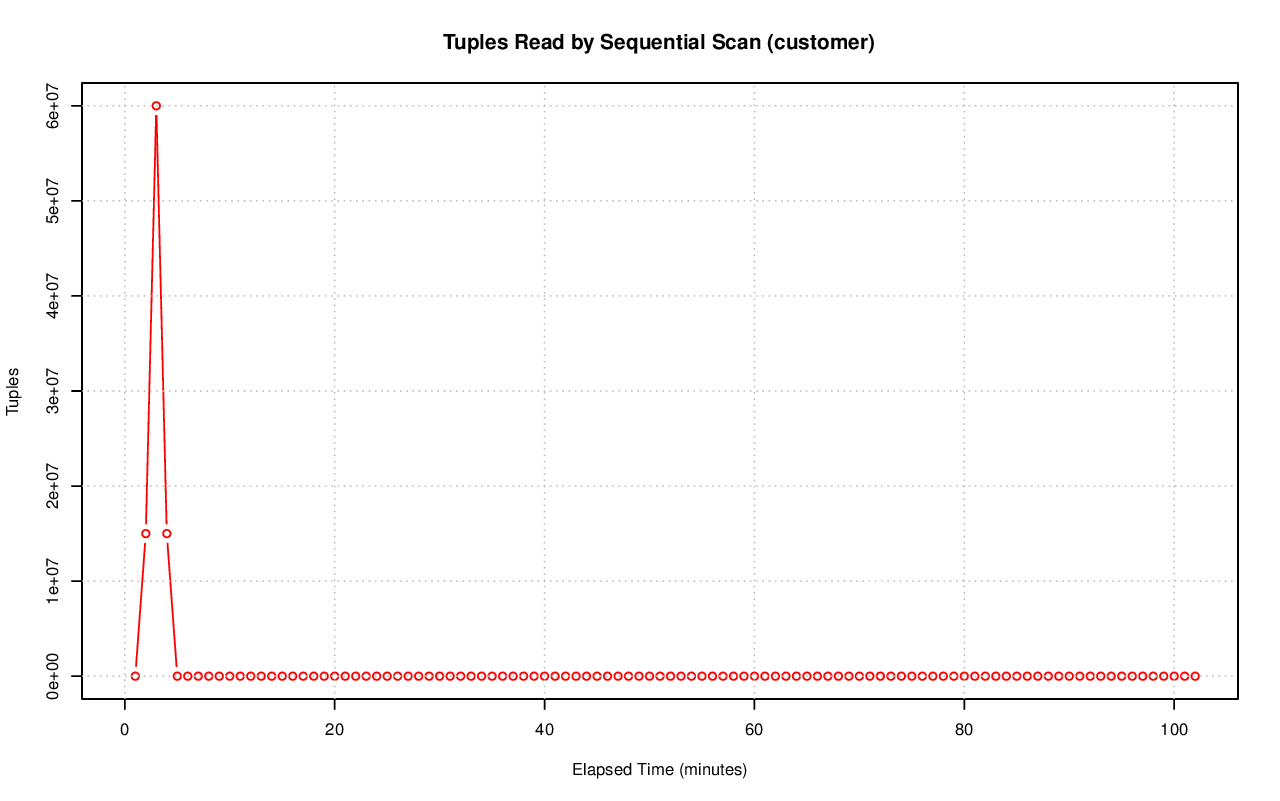 Tuples Read by Sequential Scan (customer)
6e+07
5e+07
4e+07
3e+07
2e+07
1e+07
0e+00
Tuples
0 20 40 60 80 100
Elapsed Time (minutes)